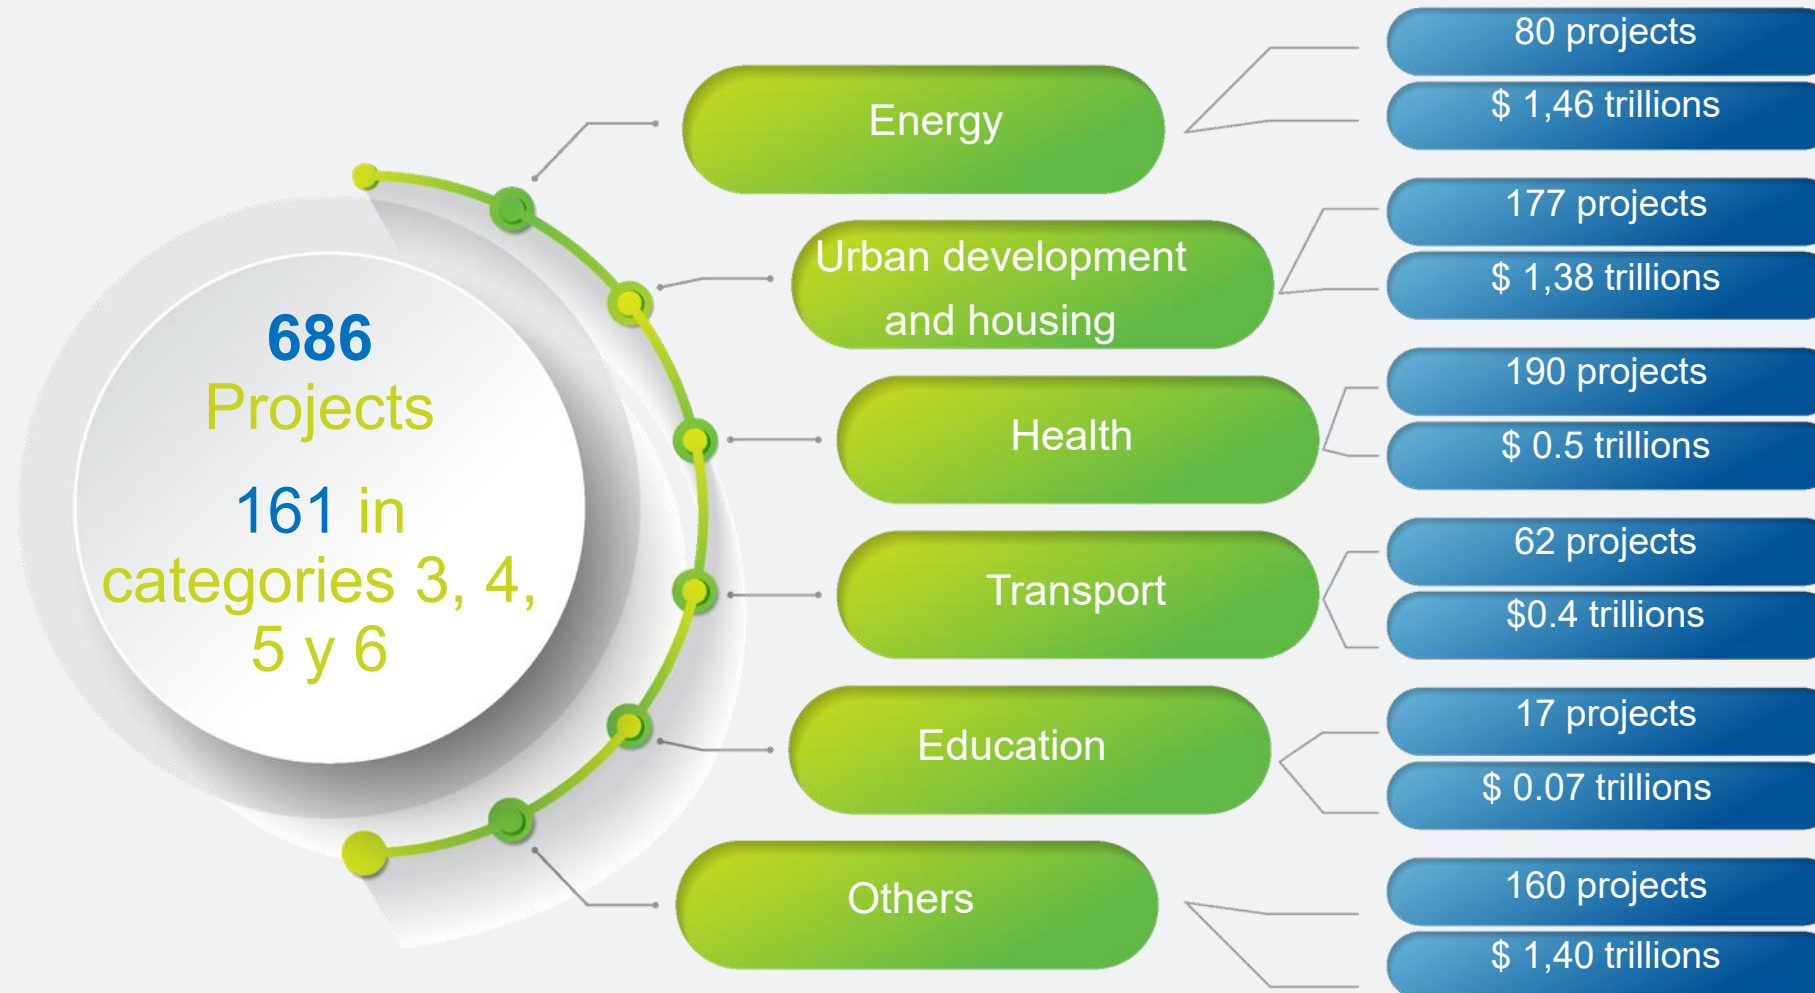 686
Projects
161 in
categories 3, 4,
5 y 6
Energy
80 projects
$ 1,46 trillions
Urban development
and housing
177 projects
$ 1,38 trillions
Health
190 projects
$ 0.5 trillions
Transport
62 projects
$0.4 trillions
Education
17 projects
$ 0.07 trillions
Others
160 projects
$ 1,40 trillions